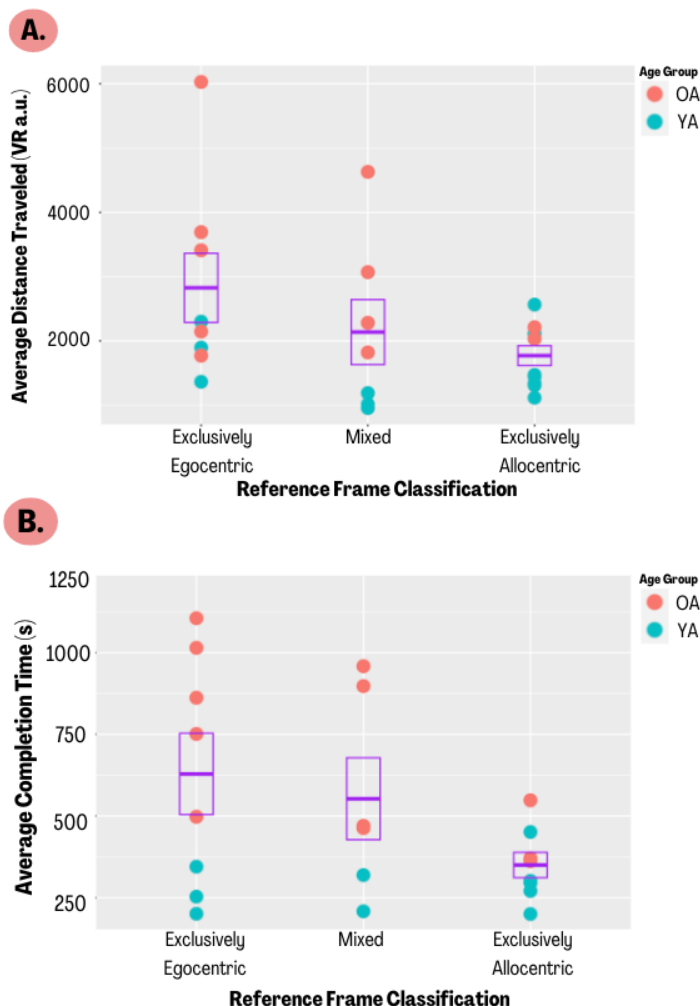 A.
Average Distance Traveled (VR a.u.)
6000
4000
2000
Age Group
OA
YA
Exclusively
Egocentric
Mixed
Exclusively
Allocentric
Reference Frame Classification
B.
Average Completion Time (s)
1250
1000
750
500
250
Age Group
OA
YA
Exclusively
Egocentric
Mixed
Exclusively
Allocentric
Reference Frame Classification